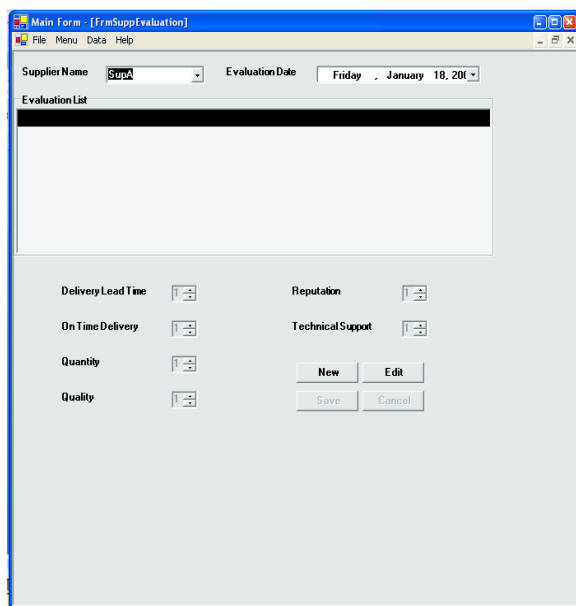 Main Form - [FrmSuppEvaluation]
File Menu Data Help
Supplier Name SupA Evaluation Date Friday , January 18, 200
Evaluation List
Delivery Lead Time 1 Reputation 1
On Time Delivery 1 Technical Support 1
Quantity 1
New Edit
Quality 1
Save Cancel